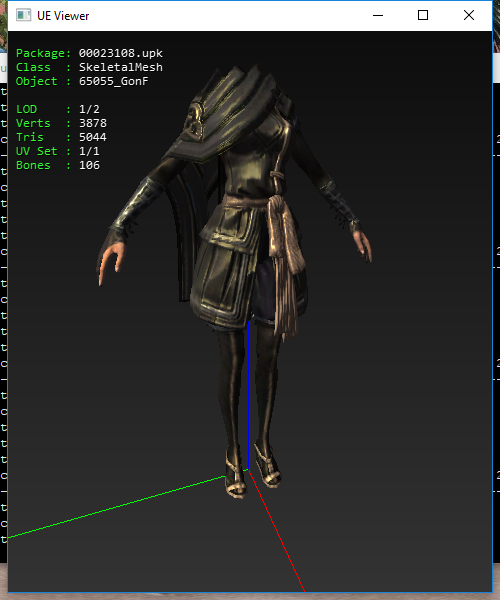 UE Viewer
Package: 00023108.upk
Class  : SkeletalMesh
Object : 65055_GonF
LOD    : 1/2
Verts  : 3878
Tris   : 5044
UV Set : 1/1
Bones  : 106